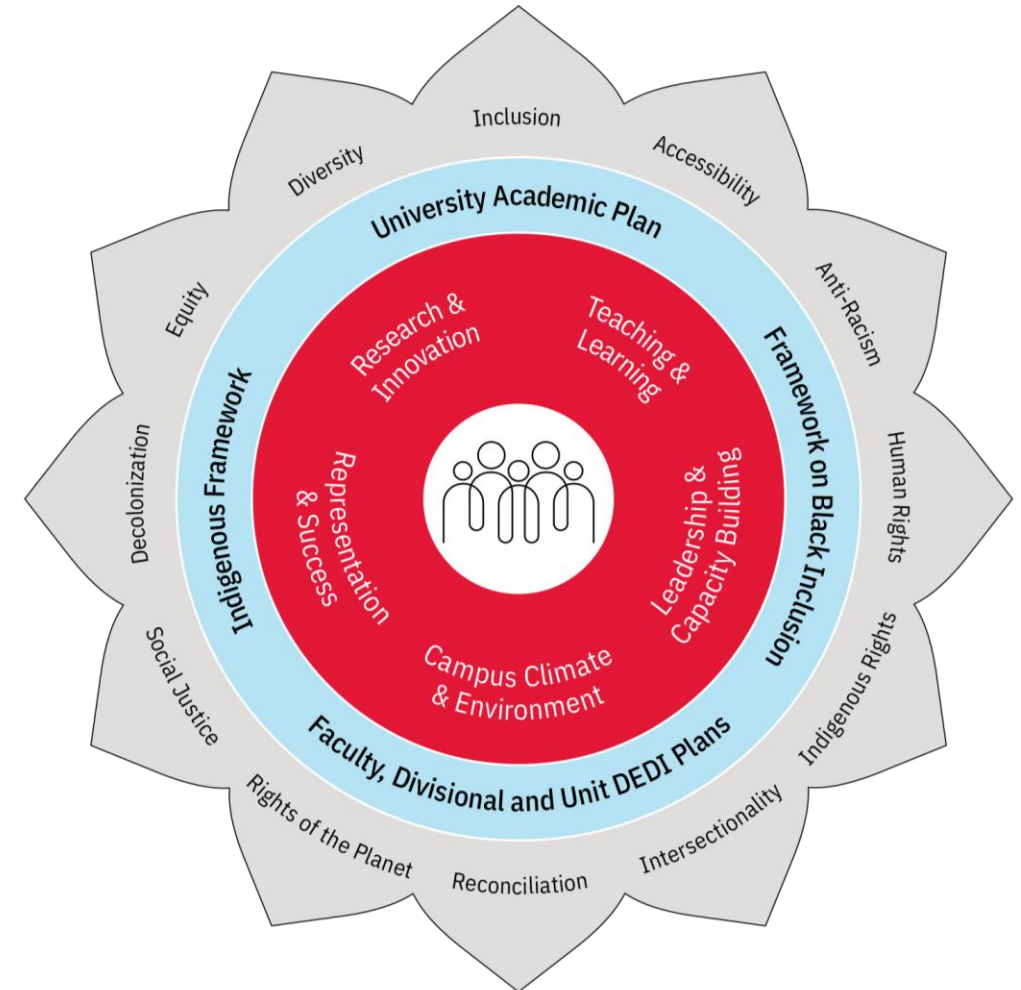 Inclusion
Accessibility
Anti-Racism
Human Rights
Indigenous Rights
Intersectionality
Reconciliation
Rights of the Planet
Social Justice
Decolonization
Equity
Diversity
University Academic Plan
Framework on Black Inclusion
Faculty, Divisional and Unit DEDI Plans
Indigenous Framework
Research &
Innovation
Teaching &
Learning
Leadership &
Capacity Building
Campus Climate
& Environment
Representation
& Success